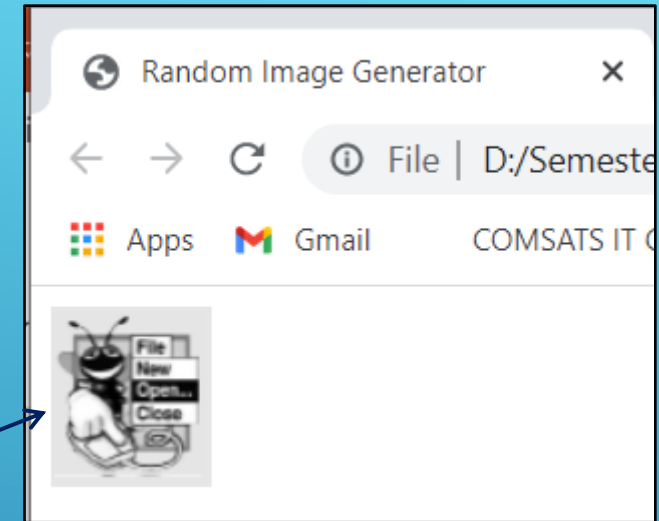 Random Image Generator
File | D:/Semeste
Apps Gmail COMSATS IT
File
New
Open...
Close